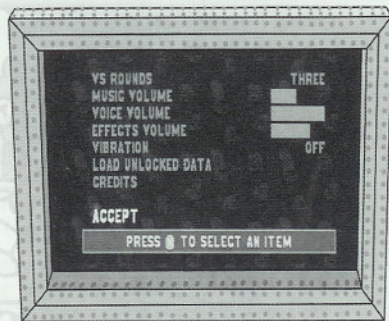 VS ROUNDS THREE
MUSIC VOLUME
VOICE VOLUME
EFFECTS VOLUME
VIBRATION OFF
LOAD UNLOCKED DATA
CREDITS
ACCEPT
PRESS TO SELECT AN ITEM